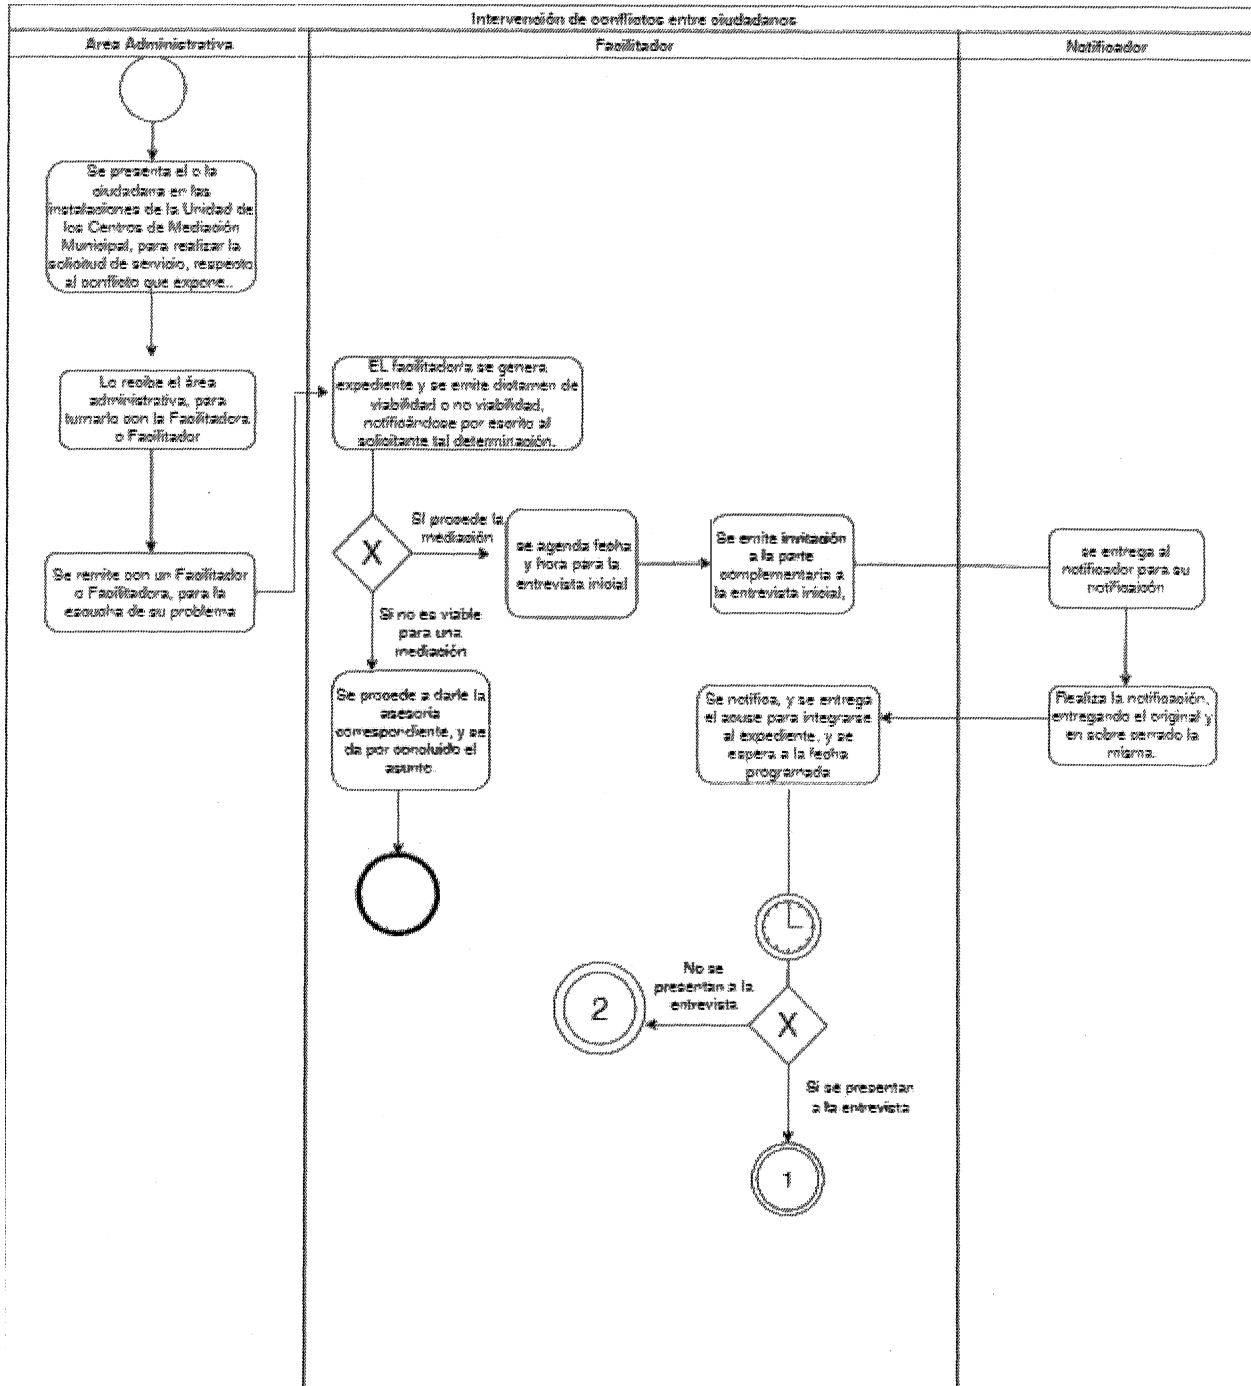 Intervención de conflictos entre ciudadanos
Area Administrativa
Facilitador
Notificador
Se presenta el o la
ciudadana en las
instalaciones de la Unidad de
los Centros de Mediación
Municipal, para realizar la
solicitud de servicio, respecto
al conflicto que expone..
Lo recibe el área
administrativa, para
turnarlo con la Facilitadora
o Facilitador
Se remite con un Facilitador
o Facilitadora, para la
escucha de su problema
EL facilitador/a se genera
expediente y se emite dictamen de
viabilidad o no viabilidad,
notificándose por escrito al
solicitante tal determinación.
X
Si procede la
mediación
se agenda fecha
y hora para la
entrevista inicial
Se emite invitación
a la parte
complementaria a
la entrevista inicial,
se entrega al
notificador para su
notificaión
Si no es viable
para una
mediación
Se procede a darle la
asesoría
correspondiente, y se
da por concluido el
asunto.
Se notifica, y se entrega
el acuse para integrarse
al expediente, y se
espera a la fecha
programada
Realiza la notificación,
entregando el original y
en sobre cerrado la
misma.
No se
presentan a la
entrevista
2
X
Si se presentan
a la entrevista
1